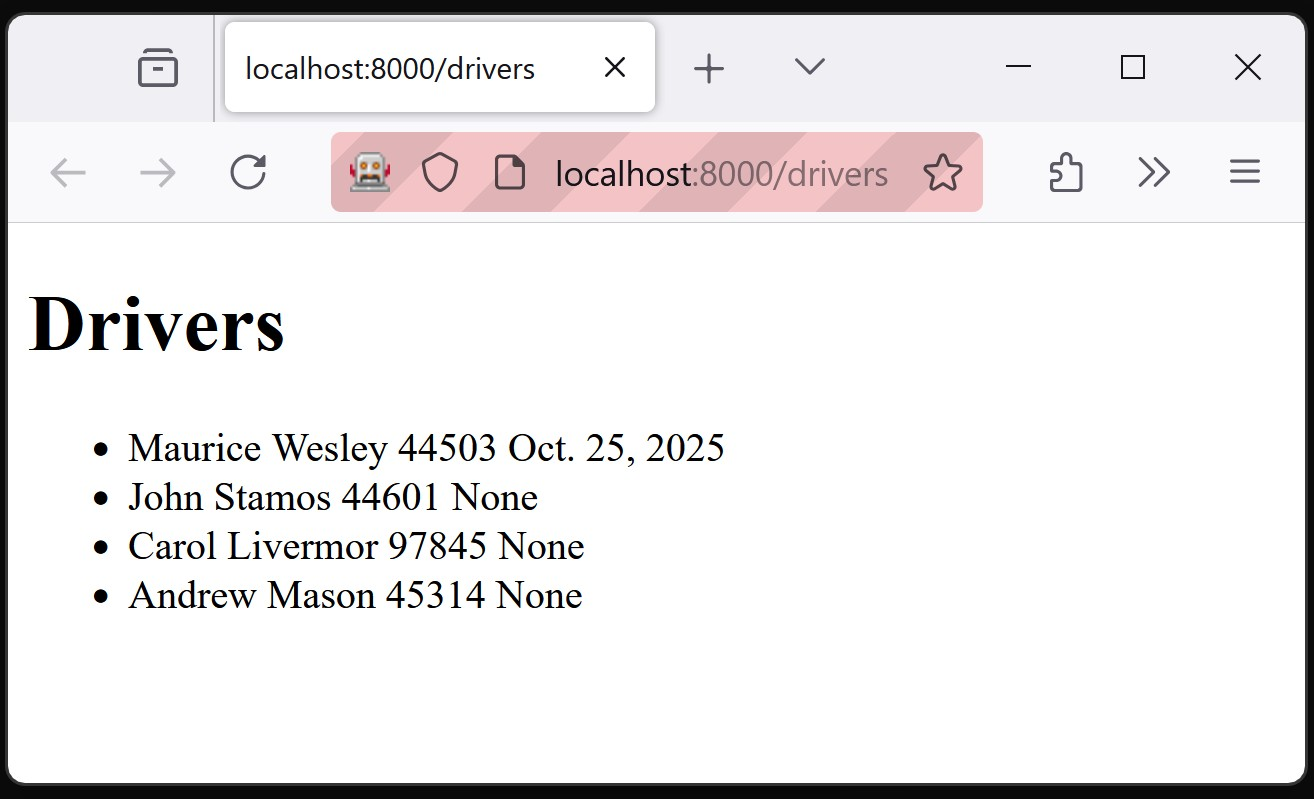 localhost:8000/drivers
localhost:8000/drivers
Drivers
Maurice Wesley 44503 Oct. 25, 2025
John Stamos 44601 None
Carol Livermor 97845 None
Andrew Mason 45314 None